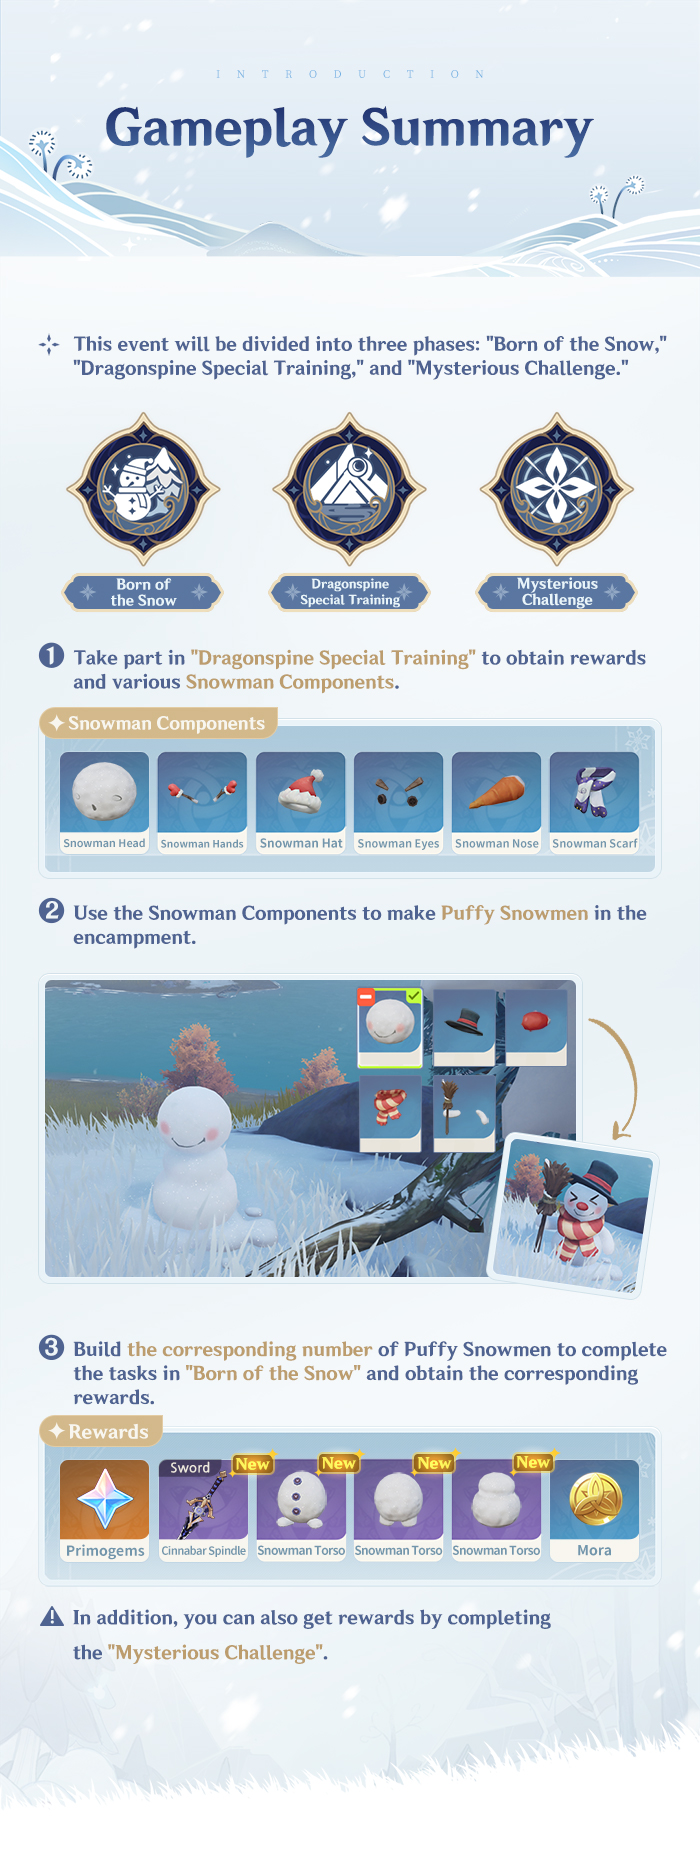 INTRODUCTION
Gameplay Summary
This event will be divided into three phases: "Born of the Snow,"
"Dragonspine Special Training," and "Mysterious Challenge."
Born of
the Snow
Dragonspine
Special Training
Mysterious
Challenge
1 Take part in "Dragonspine Special Training" to obtain rewards
and various Snowman Components.
Snowman Components
Snowman Head
Snowman Hands
Snowman Hat
Snowman Eyes
Snowman Nose
Snowman Scarf
2 Use the Snowman Components to make Puffy Snowmen in the
encampment.
3 Build the corresponding number of Puffy Snowmen to complete
the tasks in "Born of the Snow" and obtain the corresponding
rewards.
Rewards
Primogems
Sword
New
Cinnabar Spindle
New
Snowman Torso
New
Snowman Torso
New
Snowman Torso
Mora
In addition, you can also get rewards by completing
the "Mysterious Challenge".